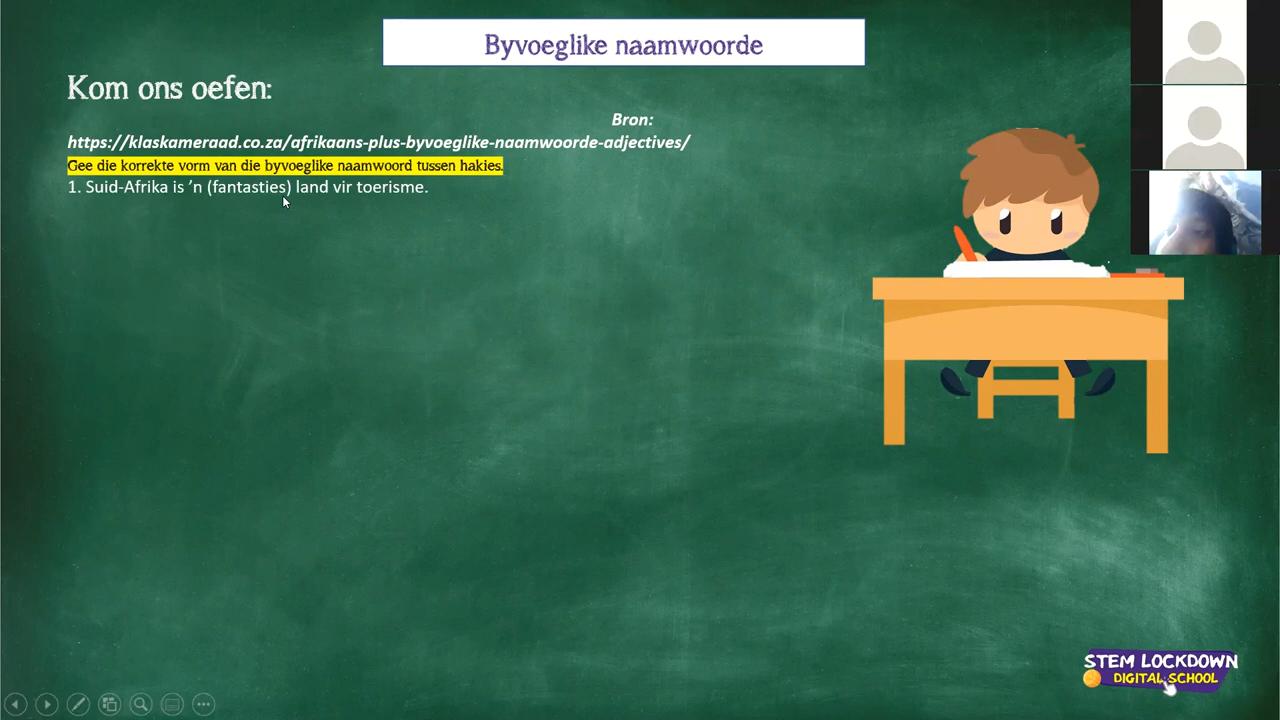 Byvoeglike naamwoorde
Kom ons oefen:
Bron:
https://klaskameraad.co.za/afrikaans-plus-byvoeglike-naamwoorde-adjectives/
Gee die korrekte vorm van die byvoeglike naamwoord tussen hakies.
1. Suid-Afrika is ’n (fantasties) land vir toerisme.
STEM LOCKDOWN
DIGITAL SCHOOL